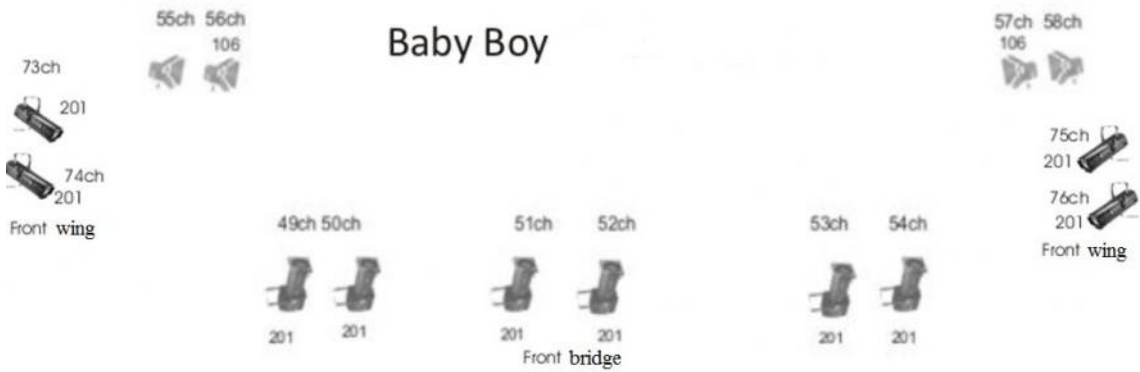 55ch 56ch
106
Baby Boy
57ch 58ch
106
73ch
201
74ch
201
Front wing
75ch
201
76ch
201
Front wing
49ch 50ch 51ch 52ch 53ch 54ch
201 201 201 201 201 201
Front bridge